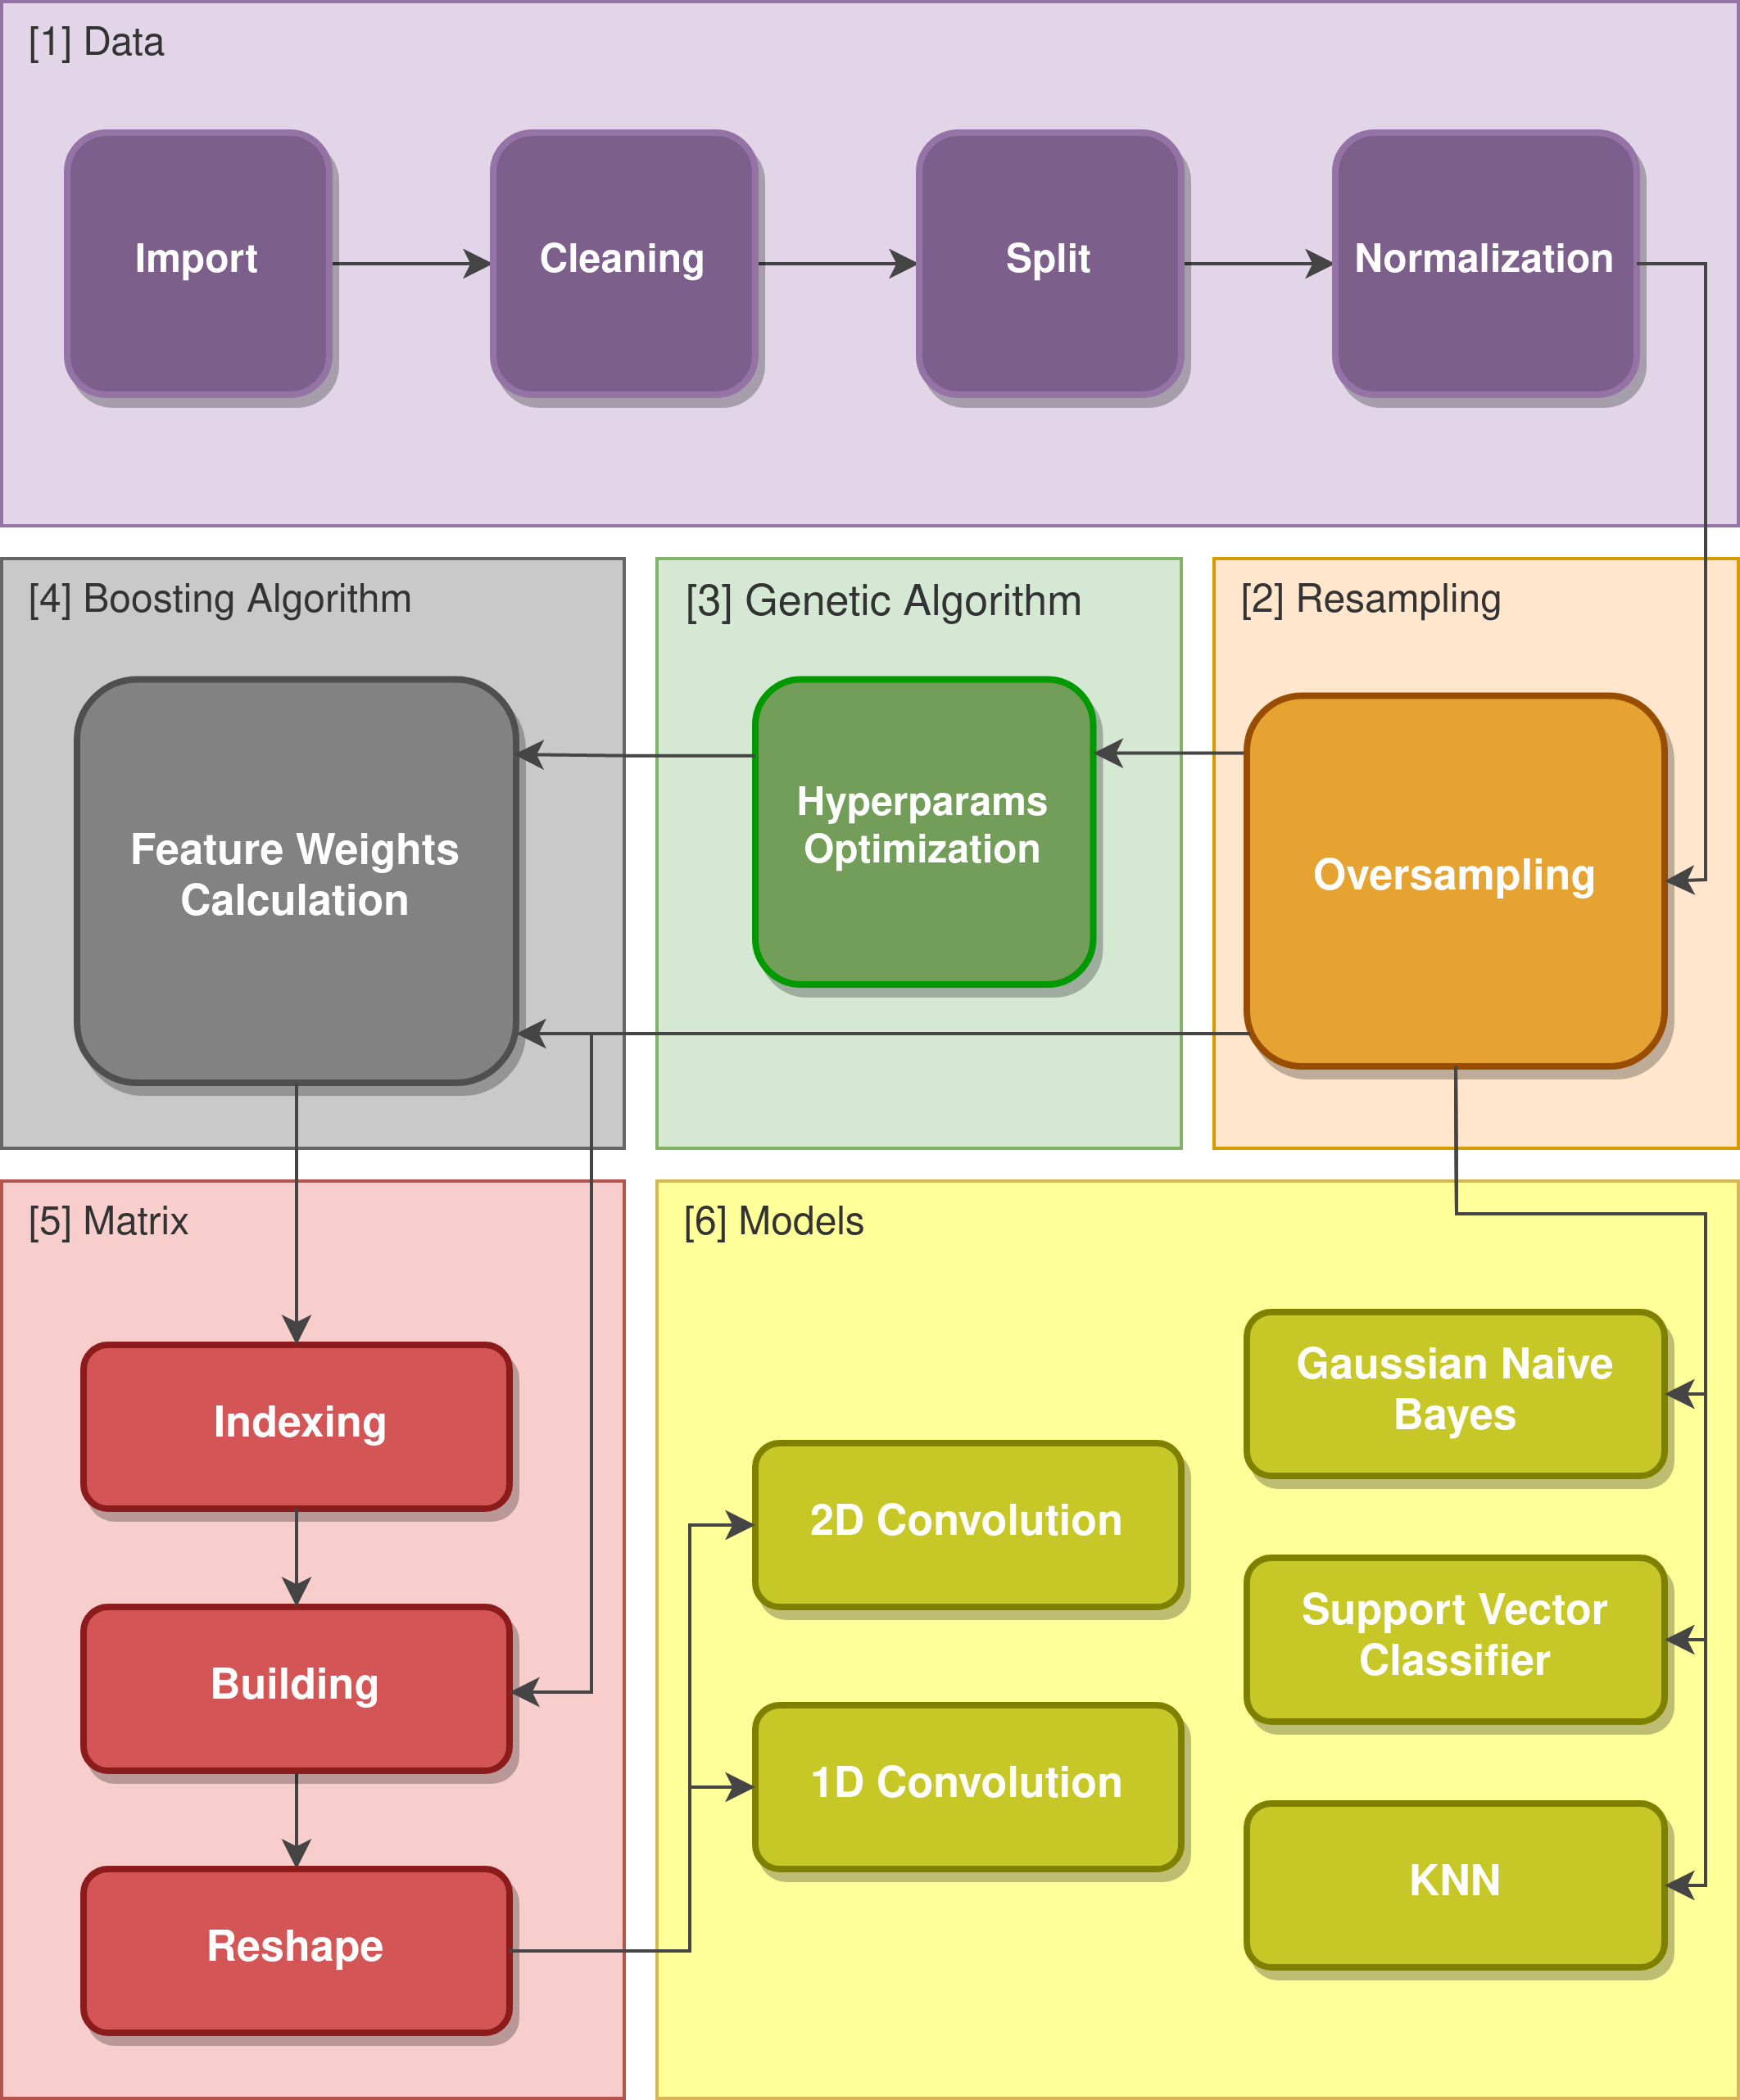 [1] Data
Import
Cleaning
Split
Normalization
[4] Boosting Algorithm
[3] Genetic Algorithm
[2] Resampling
Feature Weights
Calculation
Hyperparams
Optimization
Oversampling
[5] Matrix
Indexing
Building
Reshape
[6] Models
2D Convolution
1D Convolution
Gaussian Naive
Bayes
Support Vector
Classifier
KNN